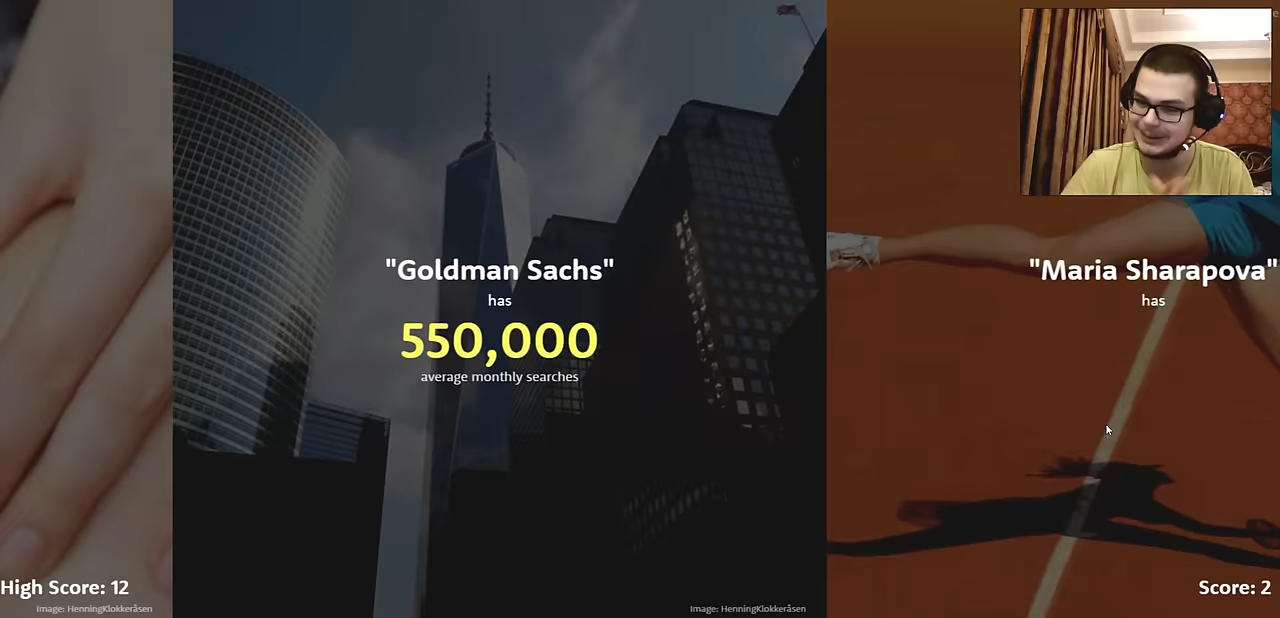 "Goldman Sachs"
has
550,000
average monthly searches
"Maria Sharapova"
has
High Score: 12
Score: 2
Image: HenningKlokkeråsen
Image: HenningKlokkeråsen